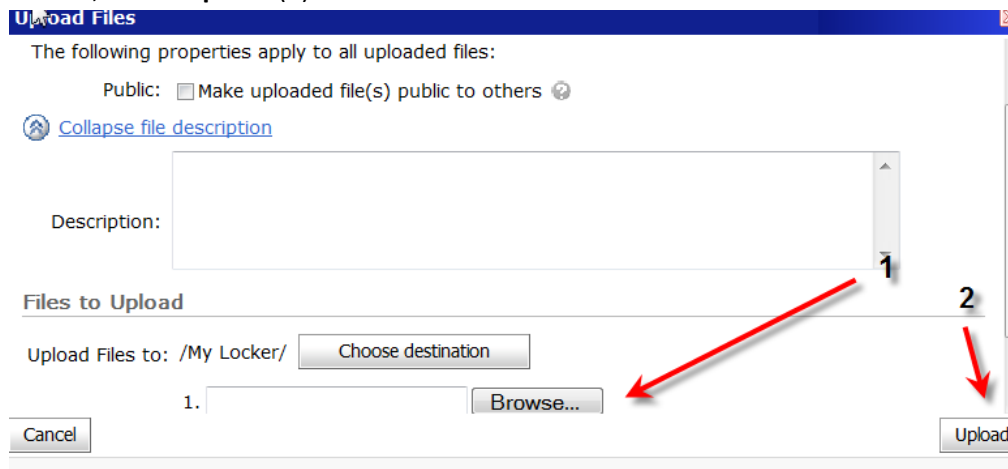 Upload Files
The following properties apply to all uploaded files:
Public: Make uploaded file(s) public to others
Collapse file description
Description:
1
Files to Upload
2
Upload Files to: /My Locker/ Choose destination
1. Browse...
Cancel Upload